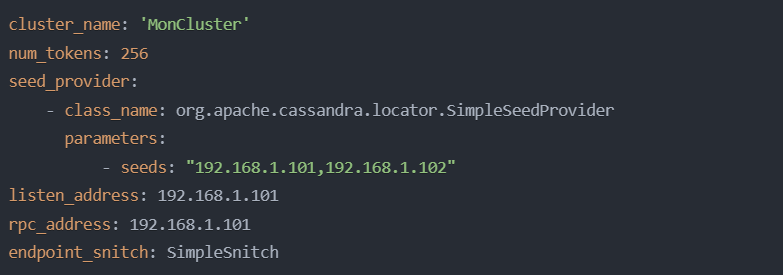 cluster_name: 'MonCluster'
num_tokens: 256
seed_provider:
    - class_name: org.apache.cassandra.locator.SimpleSeedProvider
      parameters:
          - seeds: "192.168.1.101,192.168.1.102"
listen_address: 192.168.1.101
rpc_address: 192.168.1.101
endpoint_snitch: SimpleSnitch